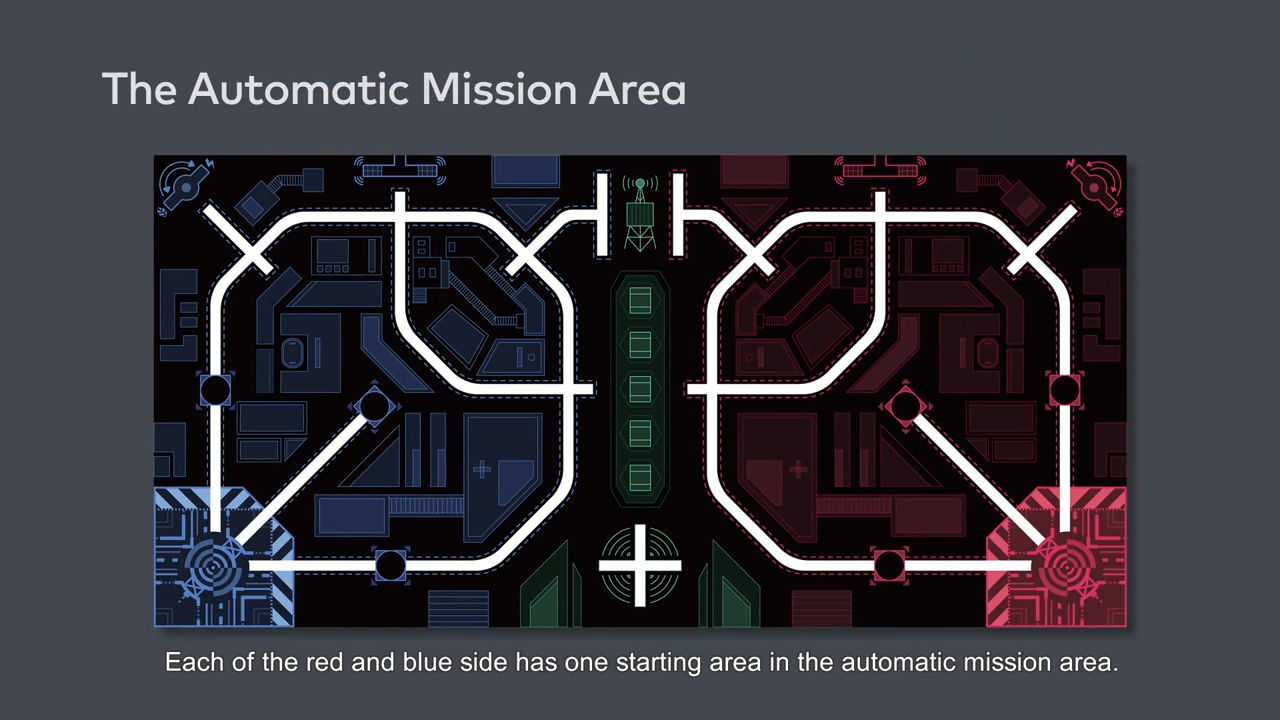 The Automatic Mission Area
Each of the red and blue side has one starting area in the automatic mission area.